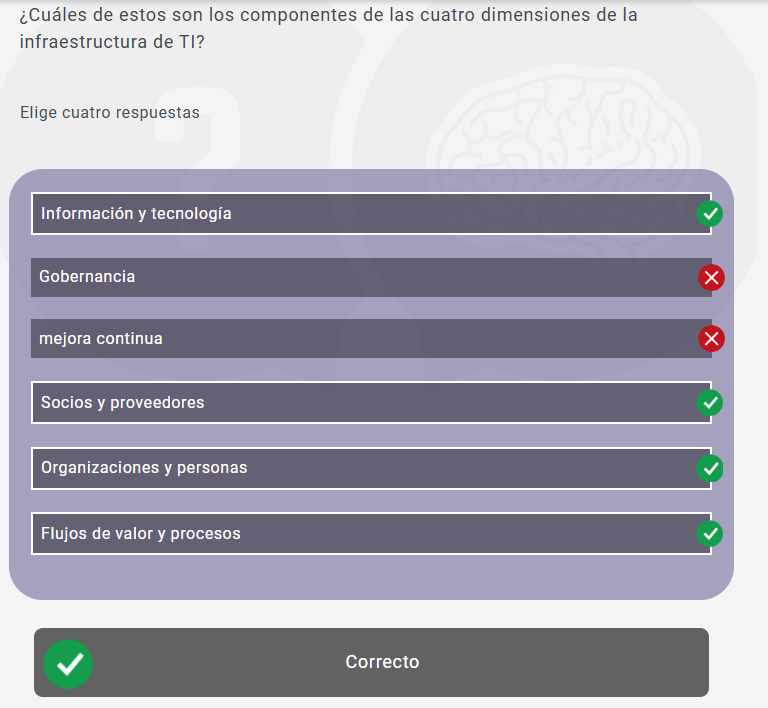 ¿Cuáles de estos son los componentes de las cuatro dimensiones de la
infraestructura de TI?
Elige cuatro respuestas
Información y tecnología
Gobernancia
mejora continua
Socios y proveedores
Organizaciones y personas
Flujos de valor y procesos
Correcto